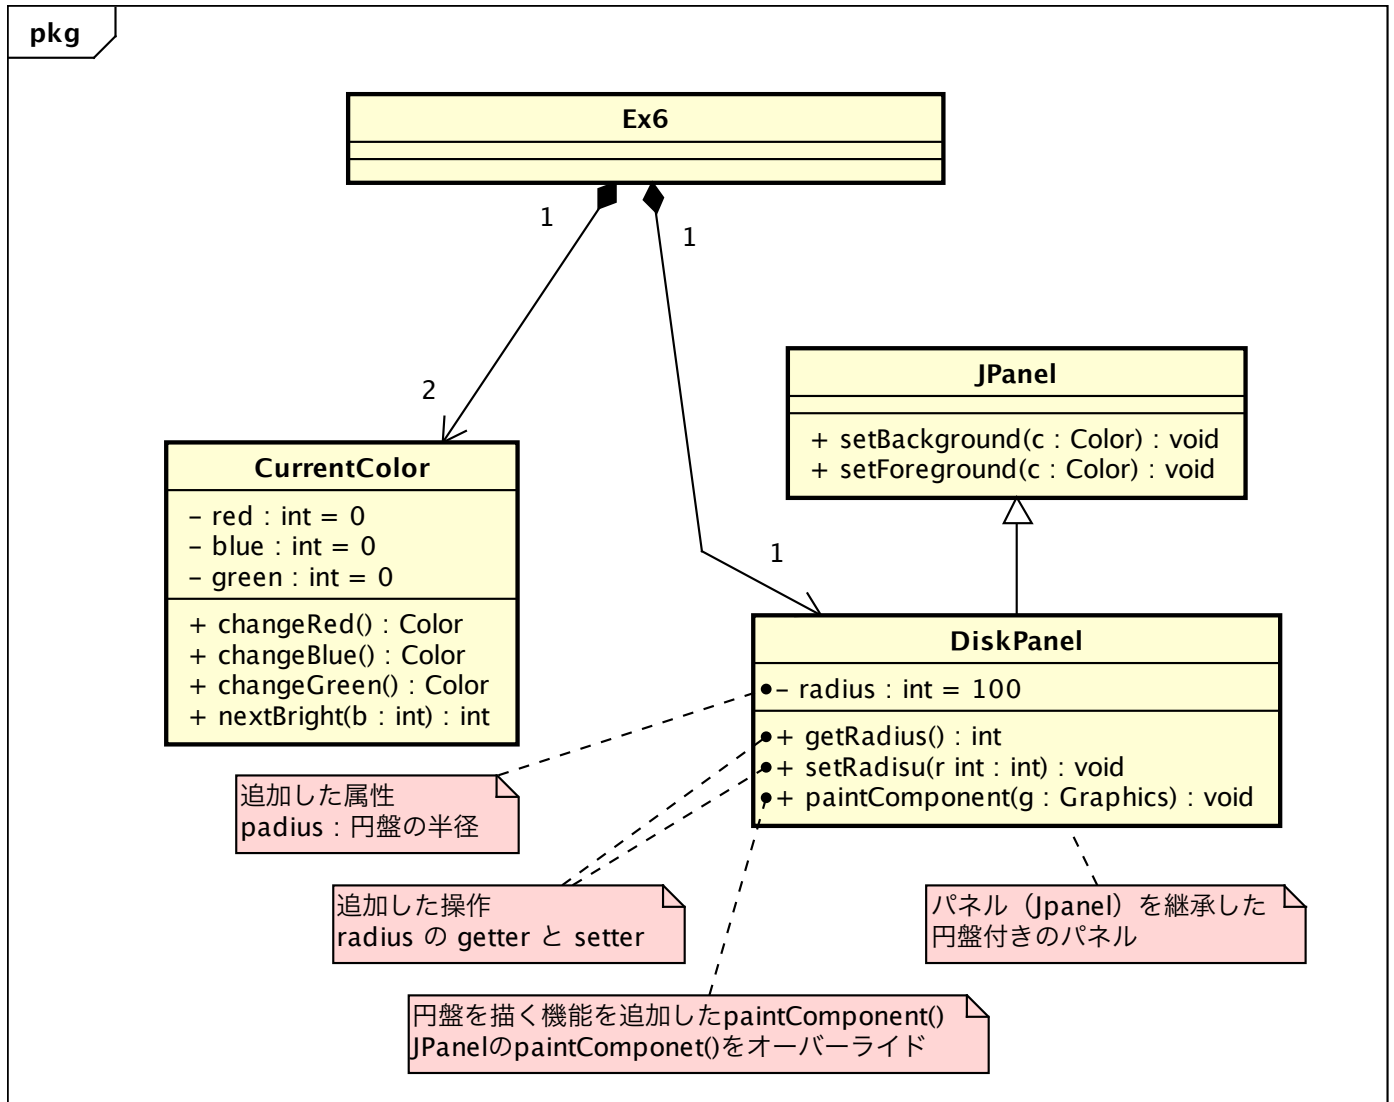 pkg
Ex6
1
1
2
JPanel
+ setBackground(c : Color) : void
+ setForeground(c : Color) : void
CurrentColor
- red : int = 0
- blue : int = 0
- green : int = 0
+ changeRed() : Color
+ changeBlue() : Color
+ changeGreen() : Color
+ nextBright(b : int) : int
1
DiskPanel
- radius : int = 100
+ getRadius() : int
+ setRadisu(r int : int) : void
+ paintComponent(g : Graphics) : void
追加した属性
padius : 円盤の半径
追加した操作
radius の getter と setter
パネル（Jpanel）を継承した
円盤付きのパネル
円盤を描く機能を追加したpaintComponent()
JPanelのpaintComponet()をオーバーライド